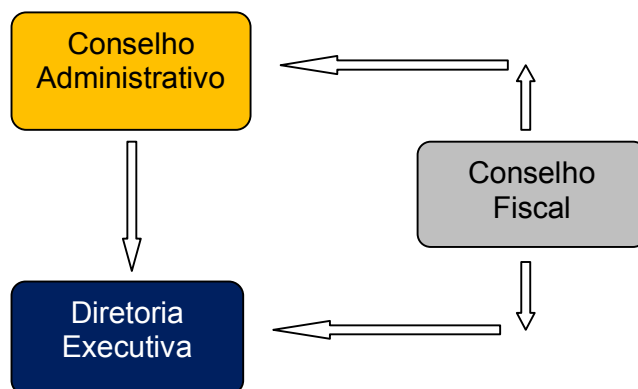 Conselho
Administrativo
Conselho
Fiscal
Diretoria
Executiva